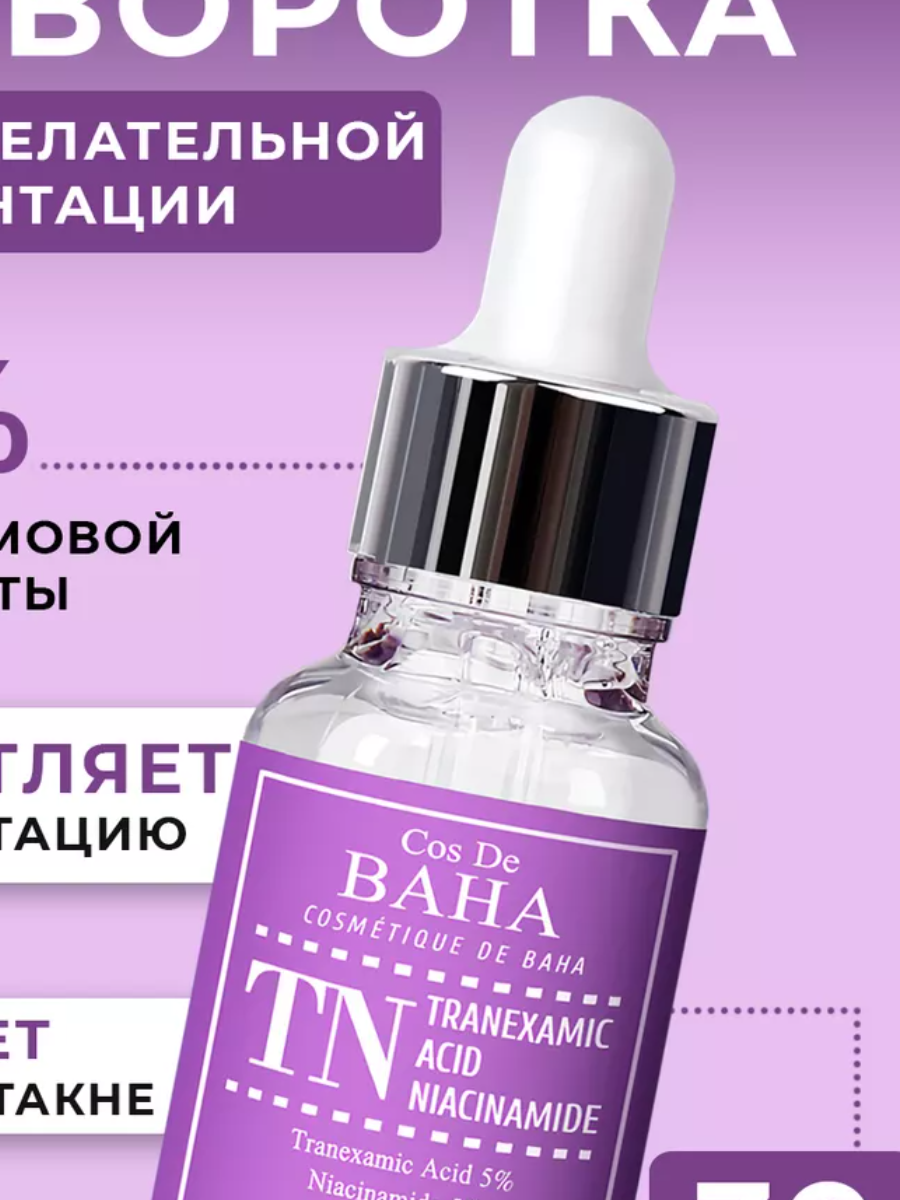 ВОРОТКА
ЕЛАТЕЛЬНОЙ
НТАЦИИ
%
МОВОЙ
ТЫ
ТЛЯЕТ
ТАЦИЮ
ЕТ
ТАКНЕ
Cos De
BAHA
COSMÉTIQUE DE BAHA
TN
TRANEXAMIC
ACID
NIACINAMIDE
Tranexamic Acid 5%